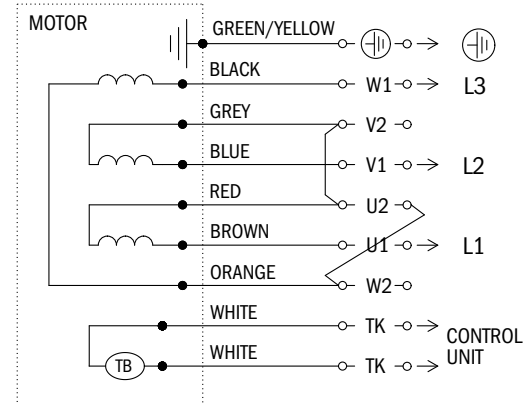 MOTOR
GREEN/YELLOW
BLACK W1 L3
GREY V2
BLUE V1 L2
RED U2
BROWN U1 L1
ORANGE W2
WHITE TK
CONTROL
UNIT
TB WHITE TK